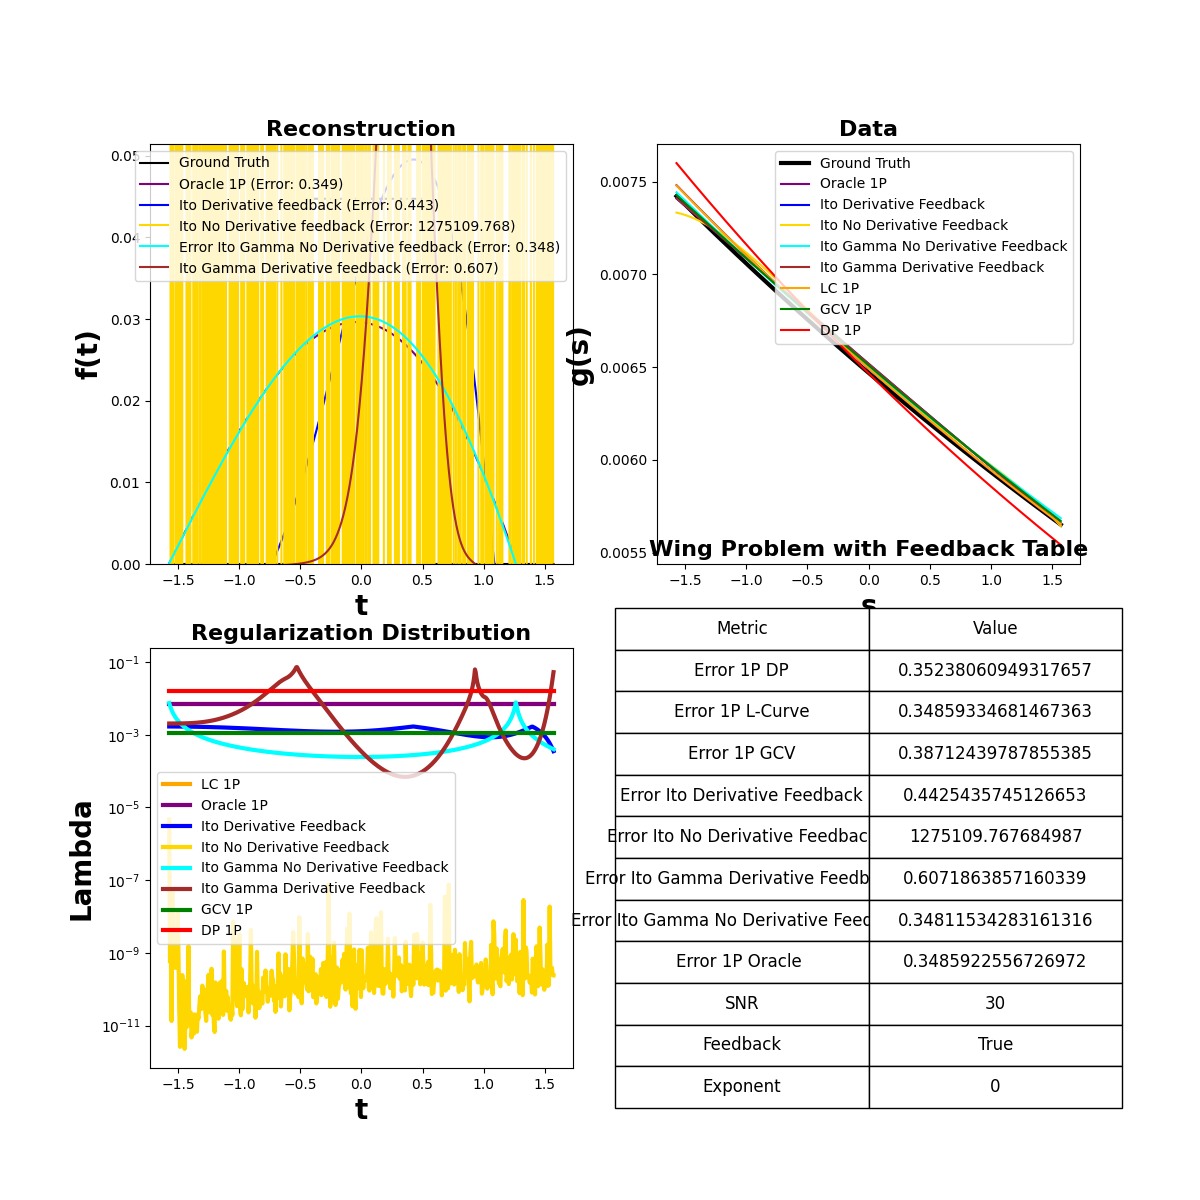 Reconstruction
0.05
0.04
0.03
0.02
0.01
0.00
f(t)
Ground Truth
Oracle 1P (Error: 0.349)
Ito Derivative feedback (Error: 0.443)
Ito No Derivative feedback (Error: 1275109.768)
Error Ito Gamma No Derivative feedback (Error: 0.348)
Ito Gamma Derivative feedback (Error: 0.607)
−1.5 −1.0 −0.5 0.0 0.5 1.0 1.5
t
Data
0.0075
0.0070
0.0065
0.0060
0.0055
g(s)
Ground Truth
Oracle 1P
Ito Derivative Feedback
Ito No Derivative Feedback
Ito Gamma No Derivative Feedback
Ito Gamma Derivative Feedback
LC 1P
GCV 1P
DP 1P
−1.5 −1.0 −0.5 0.0 0.5 1.0 1.5
s
Regularization Distribution
10−1
10−3
10−5
10−7
10−9
10−11
Lambda
LC 1P
Oracle 1P
Ito Derivative Feedback
Ito No Derivative Feedback
Ito Gamma No Derivative Feedback
Ito Gamma Derivative Feedback
GCV 1P
DP 1P
−1.5 −1.0 −0.5 0.0 0.5 1.0 1.5
t
Wing Problem with Feedback Table
Metric Value
Error 1P DP 0.35238060949317657
Error 1P L-Curve 0.34859334681467363
Error 1P GCV 0.38712439787855385
Error Ito Derivative Feedback 0.4425435745126653
Error Ito No Derivative Feedbac 1275109.767684987
Error Ito Gamma Derivative Feedb 0.6071863857160339
Error Ito Gamma No Derivative Feec 0.34811534283161316
Error 1P Oracle 0.3485922556726972
SNR 30
Feedback True
Exponent 0